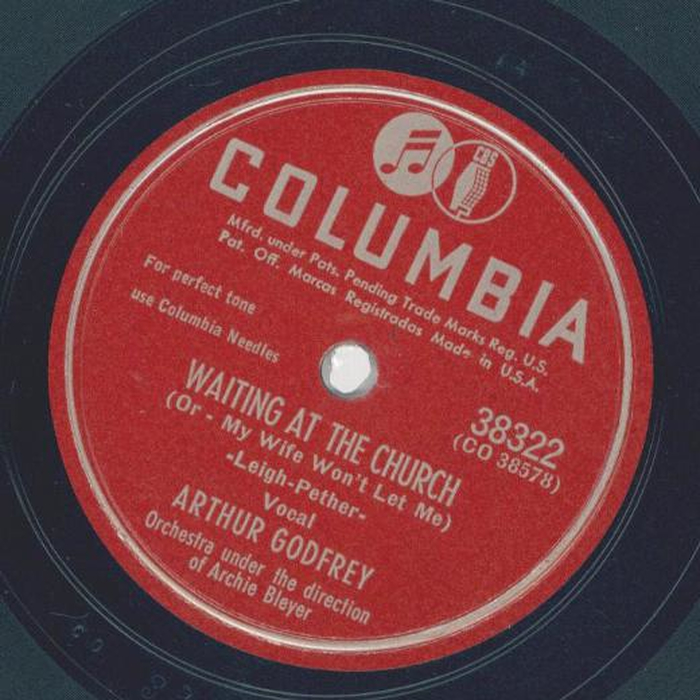 CBS
COLUMBIA
Mfrd. under Pats. Pending Trade Marks Reg. U.S.
Pat. Off. Marcas Registradas Made in U.S.A.
For perfect tone
use Columbia Needles
38322
(CO 38578)
WAITING AT THE CHURCH
(Or - My Wife Won't Let Me)
-Leigh-Pether-
Vocal
ARTHUR GODFREY
Orchestra under the direction
of Archie Bleyer